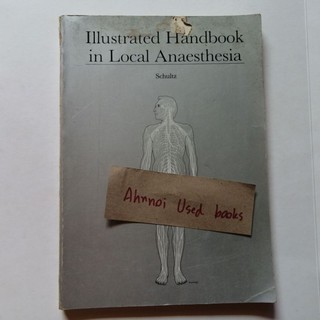 Illustrated Handbook
in Local Anaesthesia
Schultz
Ahnnoi Used books